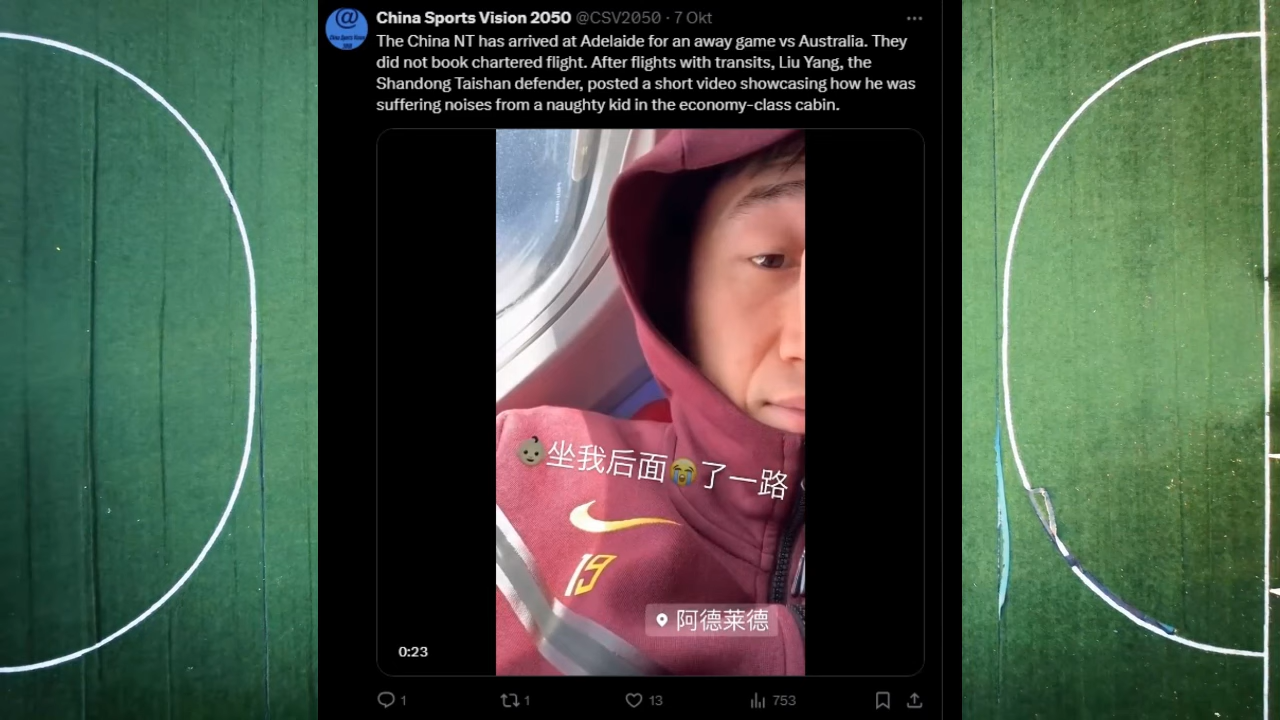 China Sports Vision 2050 @CSV2050 · 7 Okt
The China NT has arrived at Adelaide for an away game vs Australia. They
did not book chartered flight. After flights with transits, Liu Yang, the
Shandong Taishan defender, posted a short video showcasing how he was
suffering noises from a naughty kid in the economy-class cabin.
👶坐我后面😭了一路
19
阿德莱德
0:23
1 1 13 753